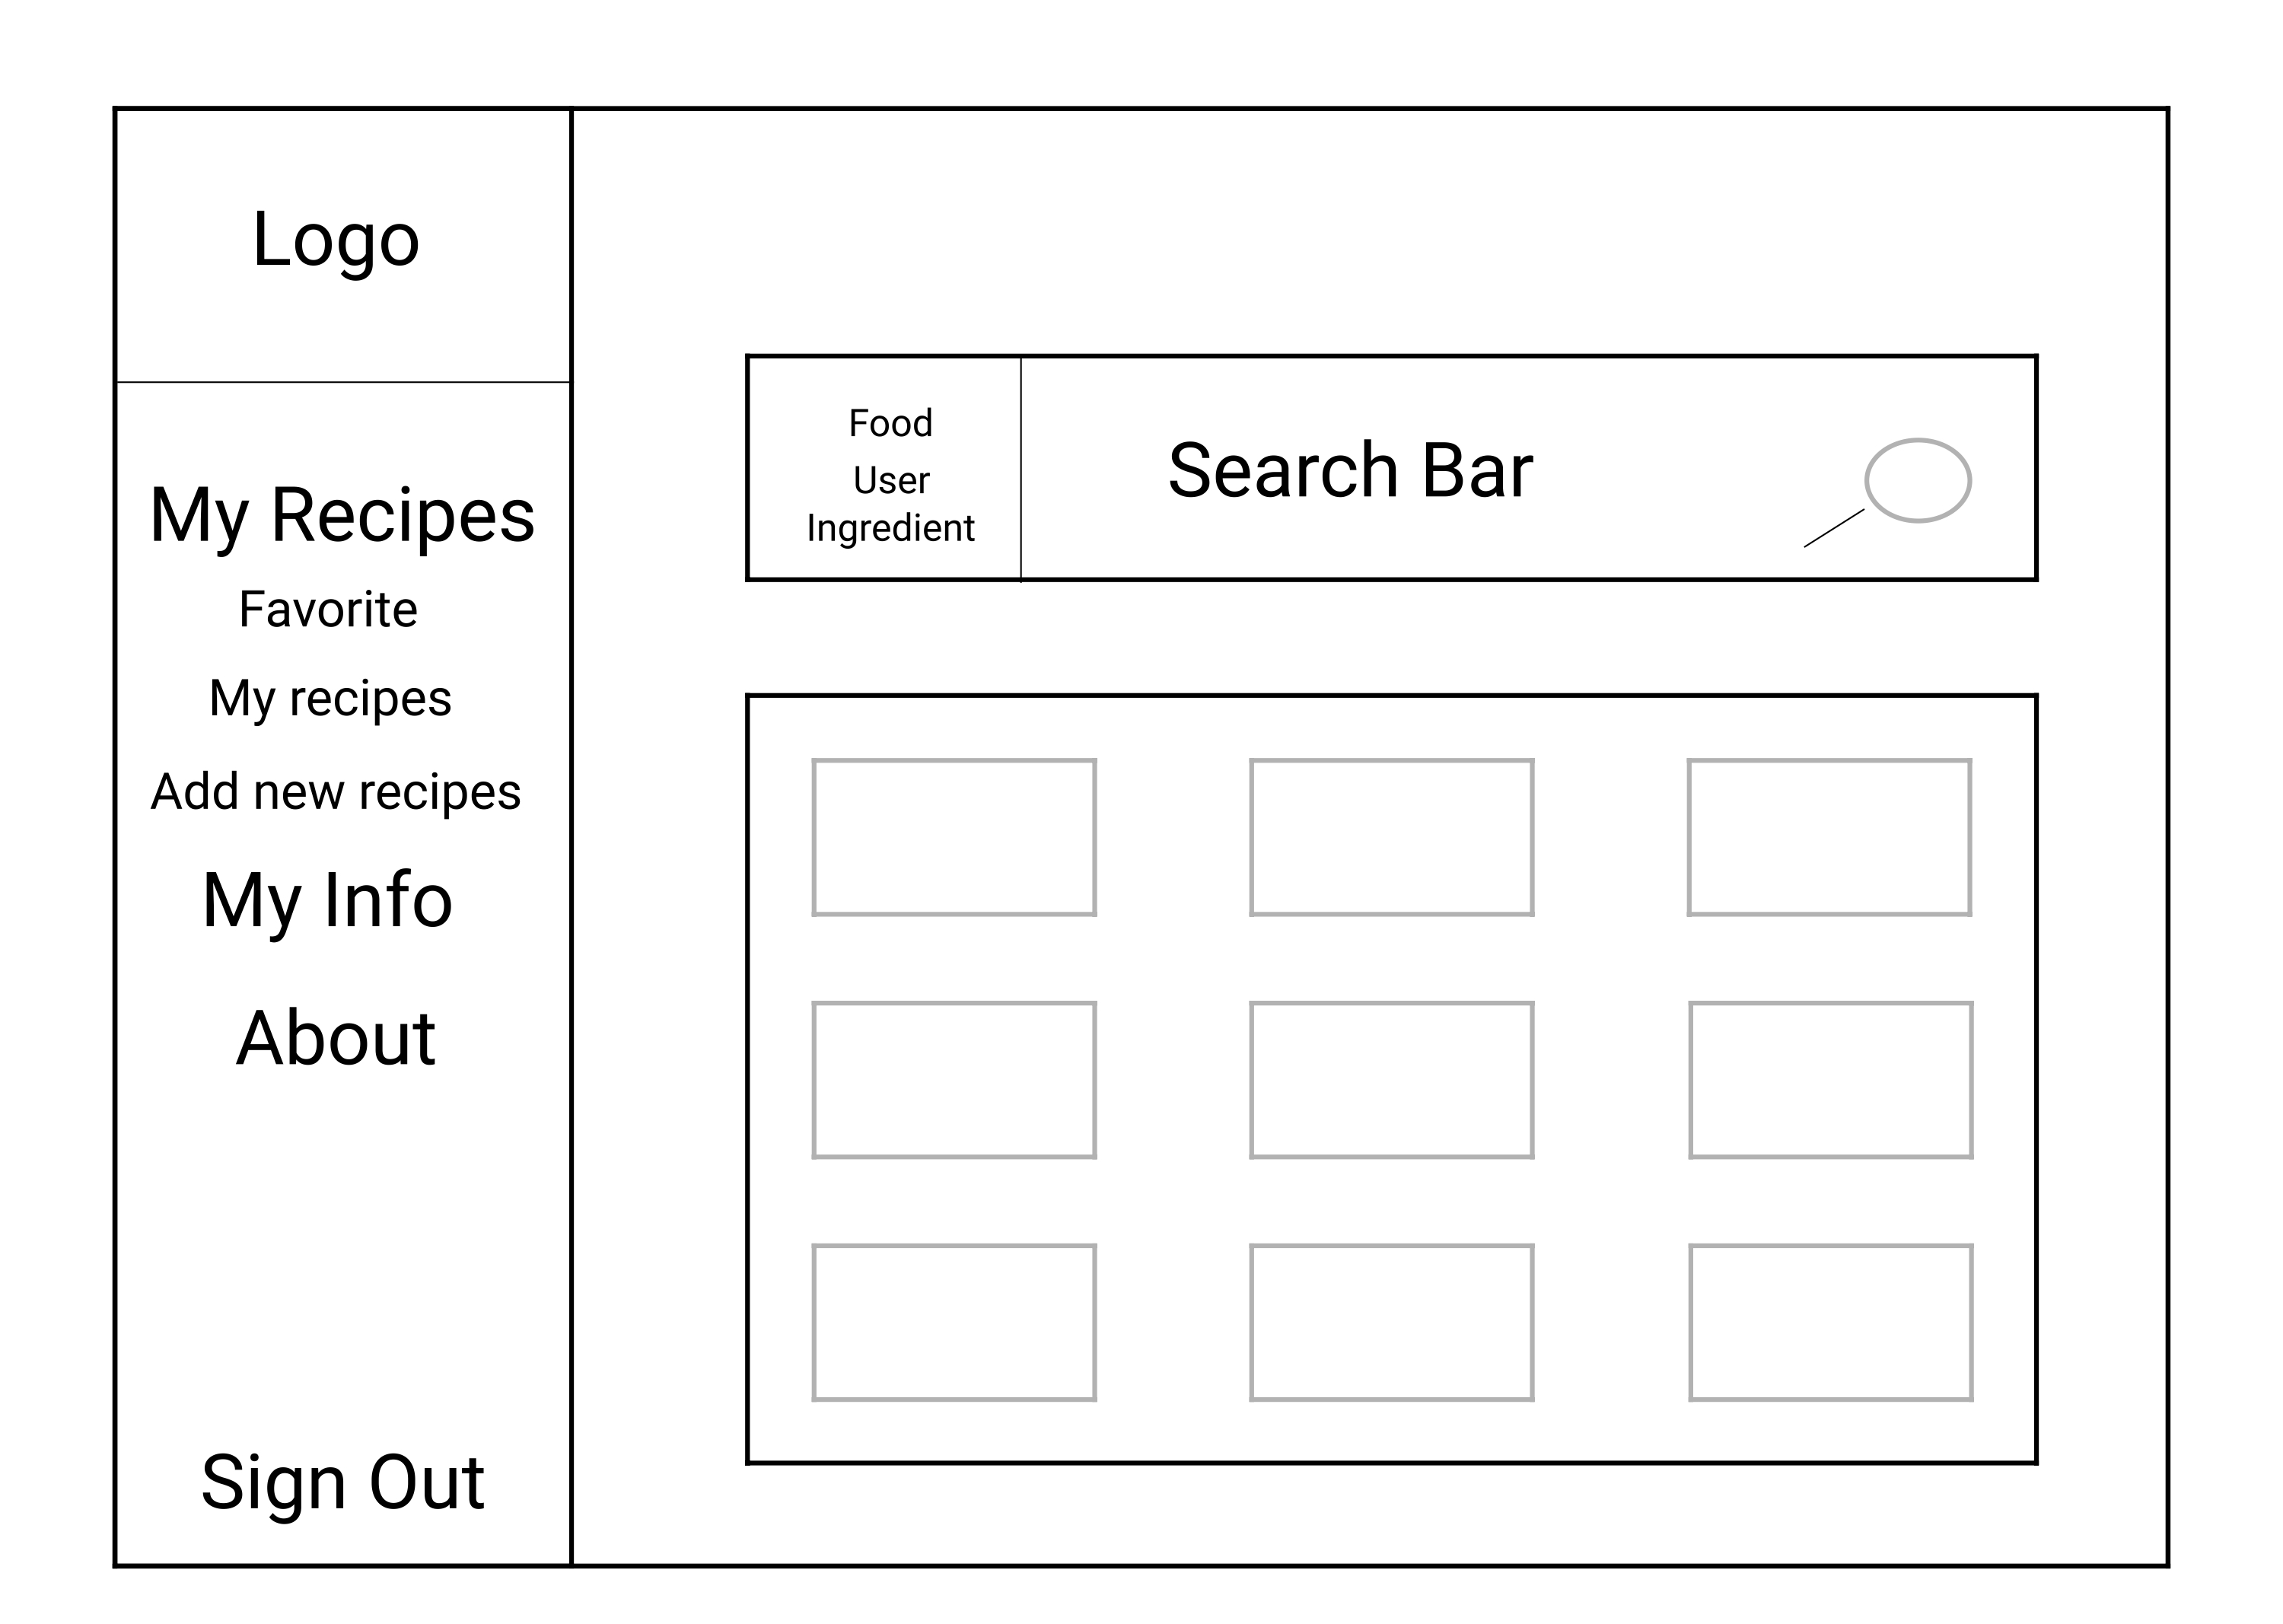 Logo
My Recipes
Favorite
My recipes
Add new recipes
My Info
About
Sign Out
Food
User
Ingredient
Search Bar